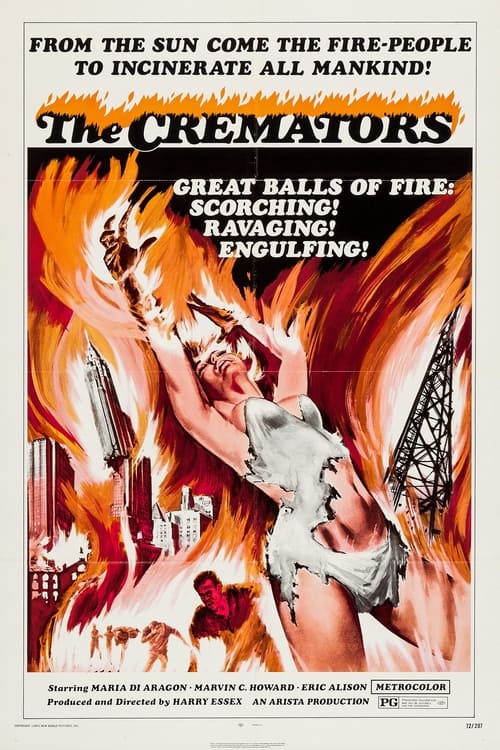 FROM THE SUN COME THE FIRE-PEOPLE
TO INCINERATE ALL MANKIND!
The CREMATORS
GREAT BALLS OF FIRE:
SCORCHING!
RAVAGING!
ENGULFING!
Starring MARIA DI ARAGON · MARVIN C. HOWARD · ERIC ALISON METROCOLOR
Produced and Directed by HARRY ESSEX AN ARISTA PRODUCTION PG
72/287